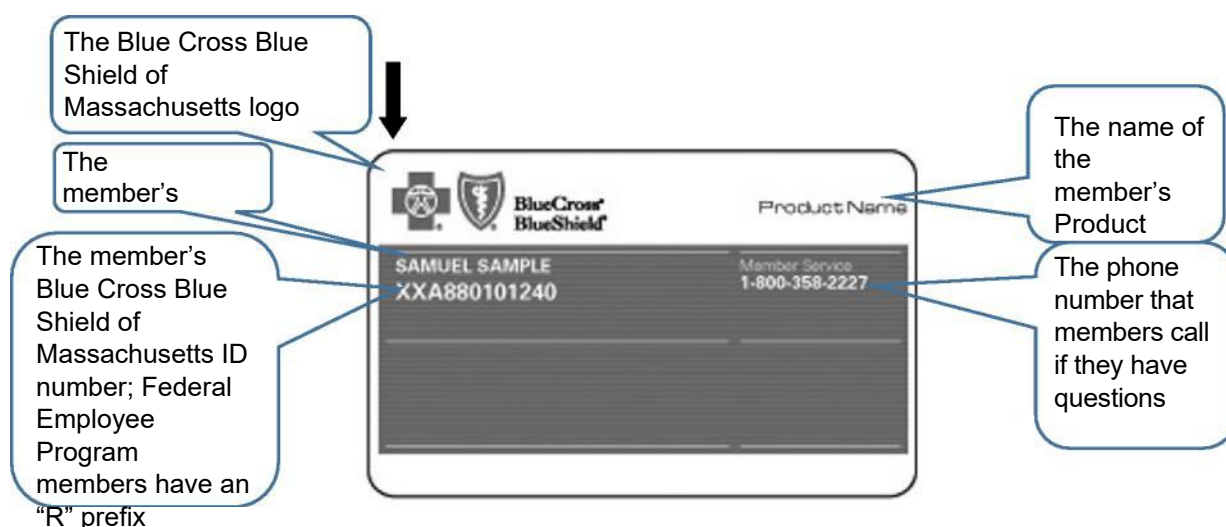 The Blue Cross Blue
Shield of
Massachusetts logo
The
member's
The member's
Blue Cross Blue
Shield of
Massachusetts ID
number; Federal
Employee
Program
members have an
“R” prefix
BlueCross®
BlueShield®
Product Name
SAMUEL SAMPLE
XXA880101240
Member Service
1-800-358-2227
The name of
the
member's
Product
The phone
number that
members call
if they have
questions